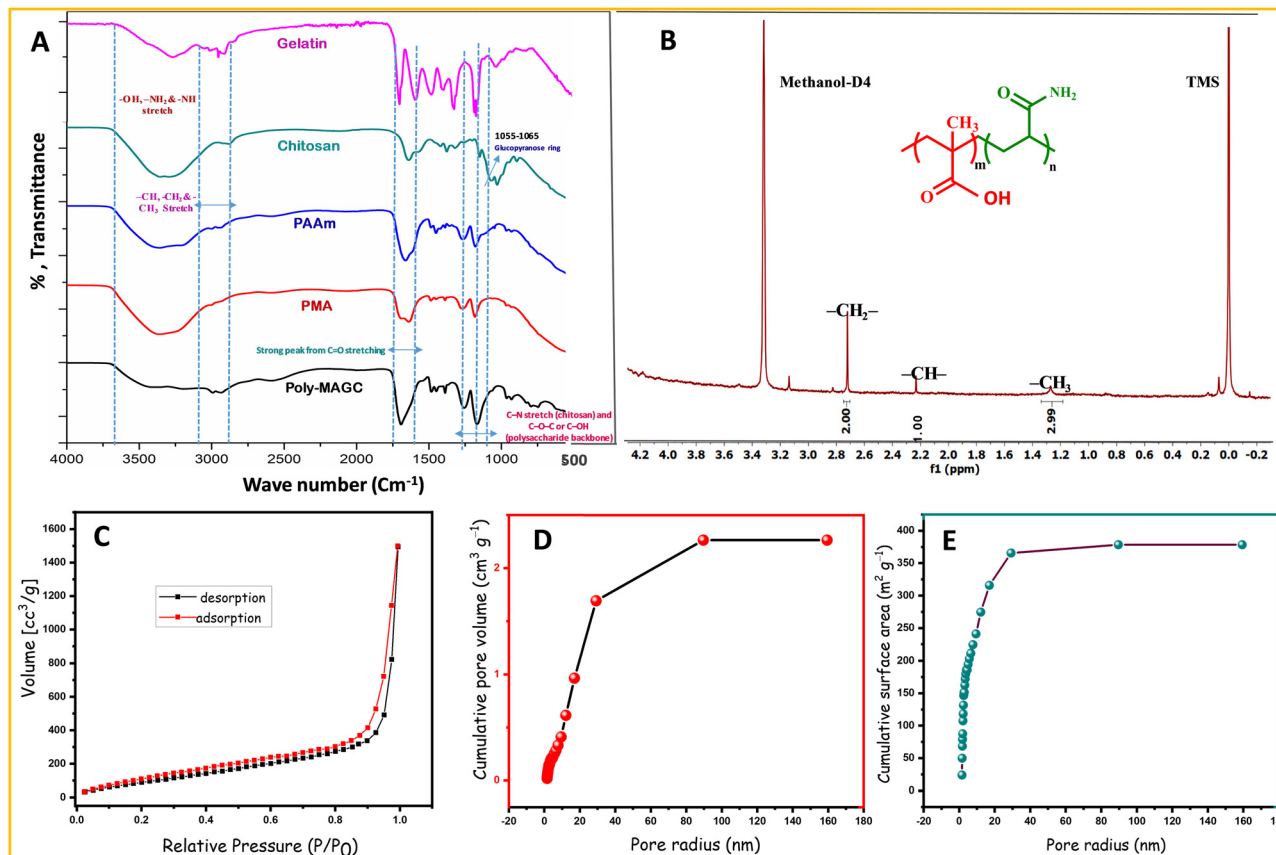 A
Gelatin
-OH, –NH₂ & -NH
stretch
Chitosan
1055-1065
Glucopyranose ring
–CH, -CH₂ & -
CH₃ Stretch
PAAm
PMA
Strong peak from C=O stretching
Poly-MAGC
C–N stretch (chitosan) and
C–O–C or C–OH
(polysaccharide backbone)
%, Transmittance
4000 3500 3000 2500 2000 1500 1000 500
Wave number (Cm⁻¹)
B
Methanol-D4
TMS
O
NH₂
CH₃
m
n
O
OH
–CH₂–
–CH–
–CH₃
2.00
1.00
2.99
4.2 4.0 3.8 3.6 3.4 3.2 3.0 2.8 2.6 2.4 2.2 2.0 1.8 1.6 1.4 1.2 1.0 0.8 0.6 0.4 0.2 0.0 -0.2
f1 (ppm)
C
desorption
adsorption
Volume [cc³/g]
1600
1500
1400
1300
1200
1100
1000
900
800
700
600
500
400
300
200
100
0
0.0 0.2 0.4 0.6 0.8 1.0
Relative Pressure (P/P₀)
D
Cumulative pore volume (cm³ g⁻¹)
2
1
0
-20 0 20 40 60 80 100 120 140 160 180
Pore radius (nm)
E
Cumulative surface area (m² g⁻¹)
400
350
300
250
200
150
100
50
0
-20 0 20 40 60 80 100 120 140 160
Pore radius (nm)